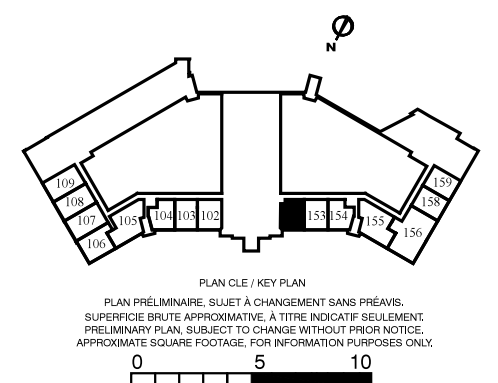 N
109
108
107
106
105
104 103 102
153 154
155
156
158
159
PLAN CLE / KEY PLAN
PLAN PRÉLIMINAIRE, SUJET À CHANGEMENT SANS PRÉAVIS.
SUPERFICIE BRUTE APPROXIMATIVE, À TITRE INDICATIF SEULEMENT.
PRELIMINARY PLAN, SUBJECT TO CHANGE WITHOUT PRIOR NOTICE.
APPROXIMATE SQUARE FOOTAGE, FOR INFORMATION PURPOSES ONLY.
0 5 10